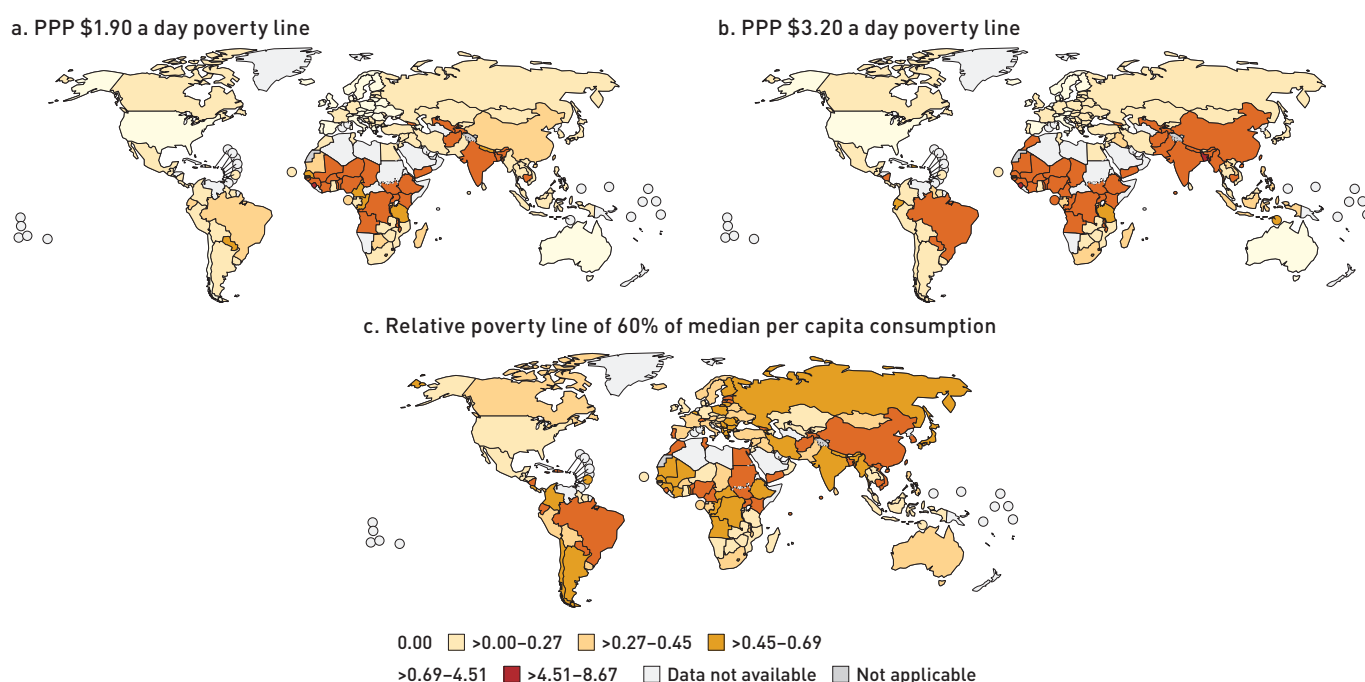 a. PPP $1.90 a day poverty line
b. PPP $3.20 a day poverty line
c. Relative poverty line of 60% of median per capita consumption
0.00 >0.00–0.27 >0.27–0.45 >0.45–0.69
>0.69–4.51 >4.51–8.67 Data not available Not applicable